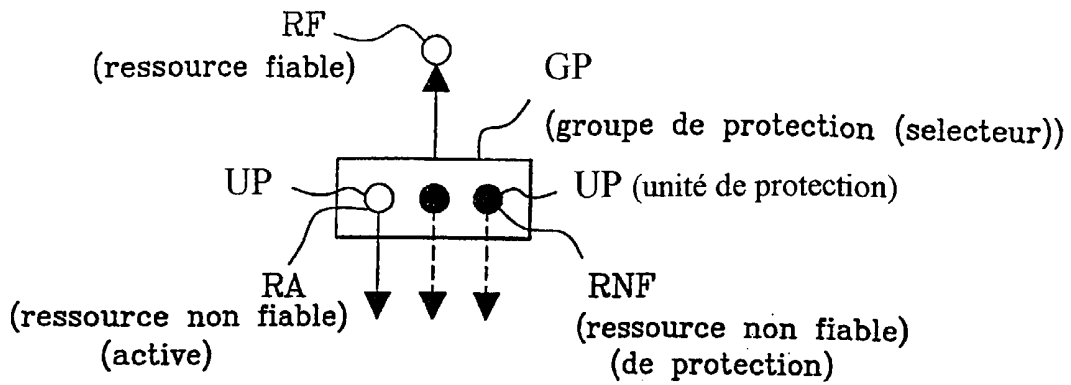 RF
(ressource fiable)
GP
(groupe de protection (selecteur))
UP
UP (unité de protection)
RA
(ressource non fiable)
(active)
RNF
(ressource non fiable)
(de protection)